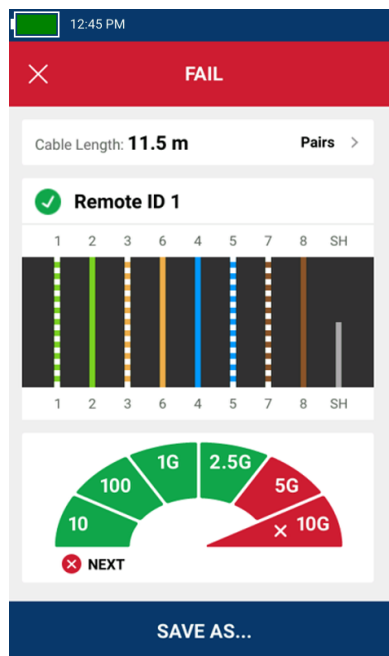 12:45 PM
FAIL
Cable Length: 11.5 m Pairs
Remote ID 1
1 2 3 6 4 5 7 8 SH
1 2 3 6 4 5 7 8 SH
10 100 1G 2.5G 5G 10G
NEXT
SAVE AS...